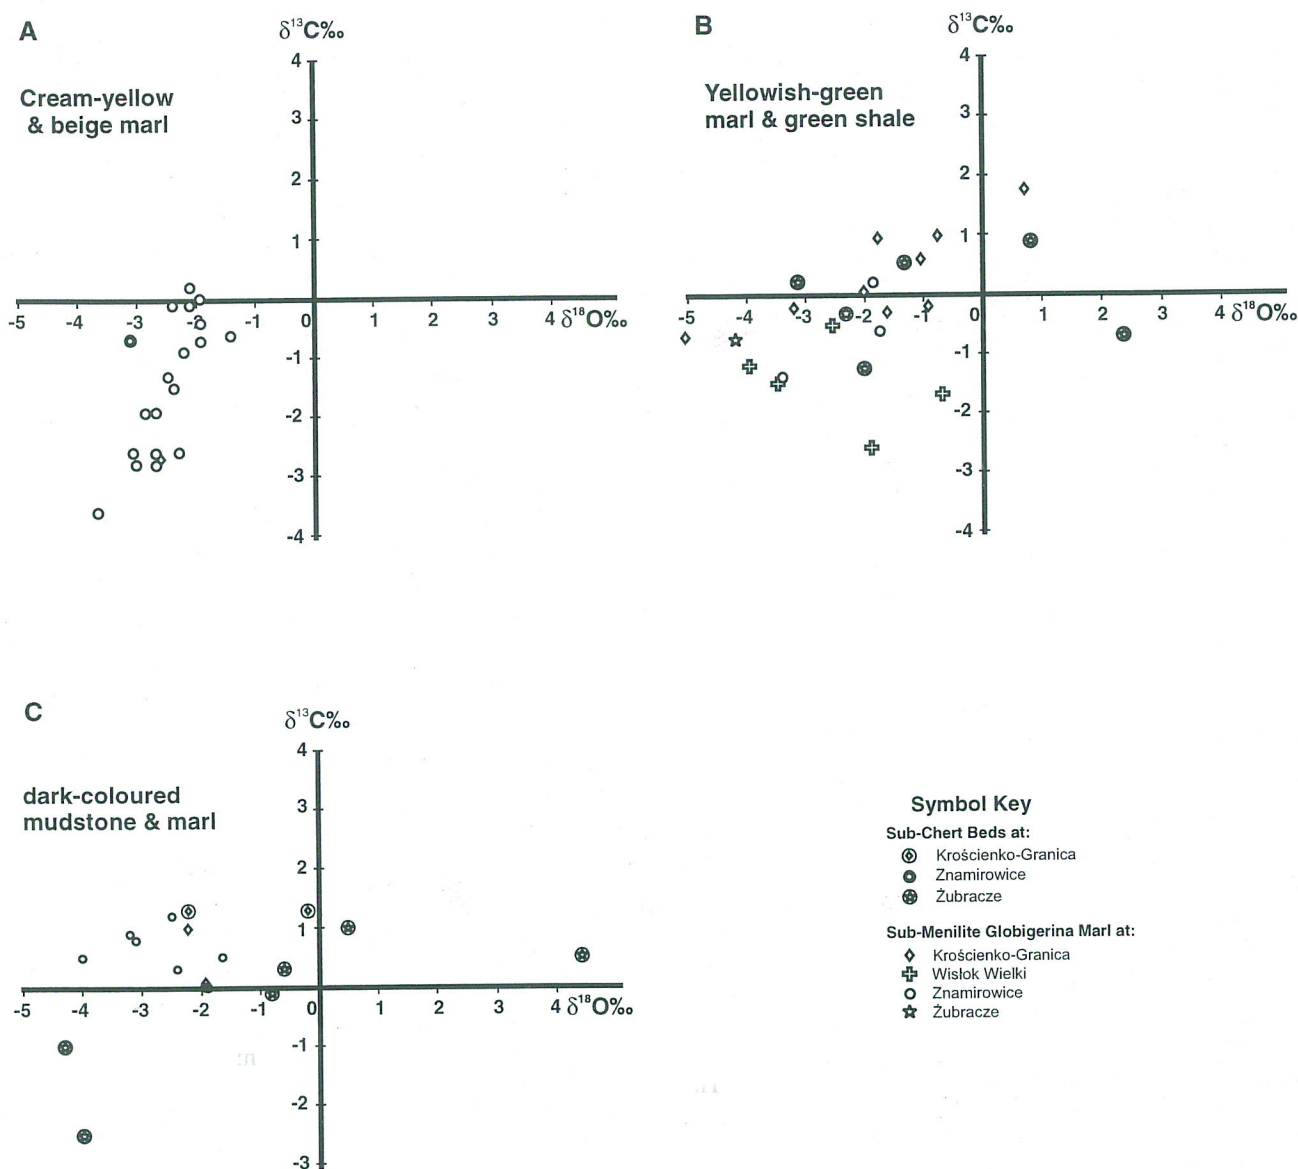 A
δ¹³C‰
Cream-yellow
& beige marl
4
3
2
1
-5 -4 -3 -2 -1 0 1 2 3 4 δ¹⁸O‰
-1
-2
-3
-4
B
δ¹³C‰
Yellowish-green
marl & green shale
4
3
2
1
-5 -4 -3 -2 -1 0 1 2 3 4 δ¹⁸O‰
-1
-2
-3
-4
C
δ¹³C‰
dark-coloured
mudstone & marl
4
3
2
1
-5 -4 -3 -2 -1 0 1 2 3 4 δ¹⁸O‰
-1
-2
-3
Symbol Key
Sub-Chert Beds at:
Krościenko-Granica
Znamirowice
Żubracze
Sub-Menilite Globigerina Marl at:
Krościenko-Granica
Wisłok Wielki
Znamirowice
Żubracze